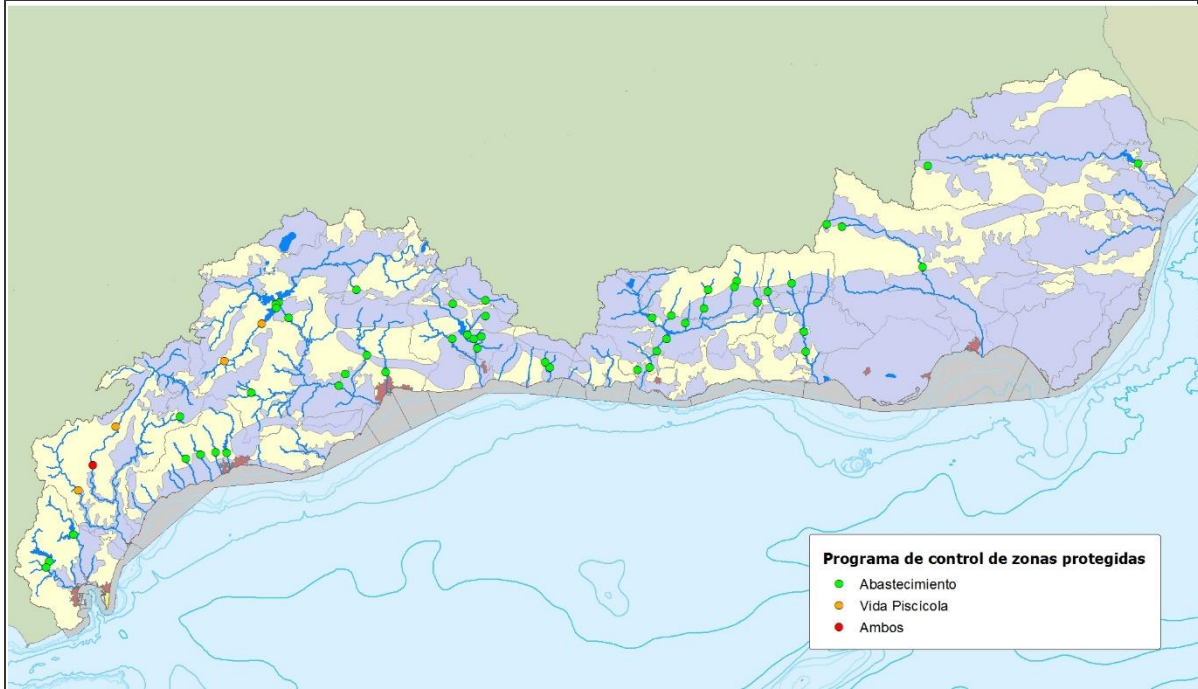 Programa de control de zonas protegidas
Abastecimiento
Vida Piscícola
Ambos